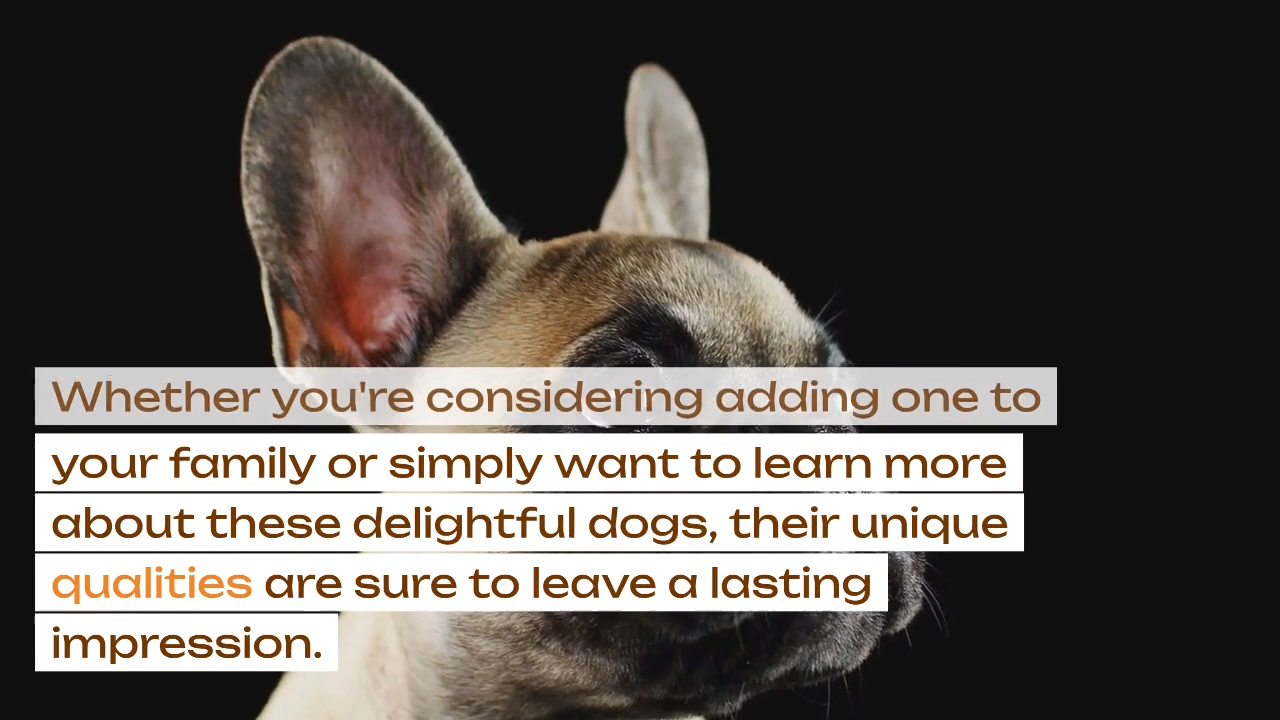 Whether you're considering adding one to
your family or simply want to learn more
about these delightful dogs, their unique
qualities are sure to leave a lasting
impression.